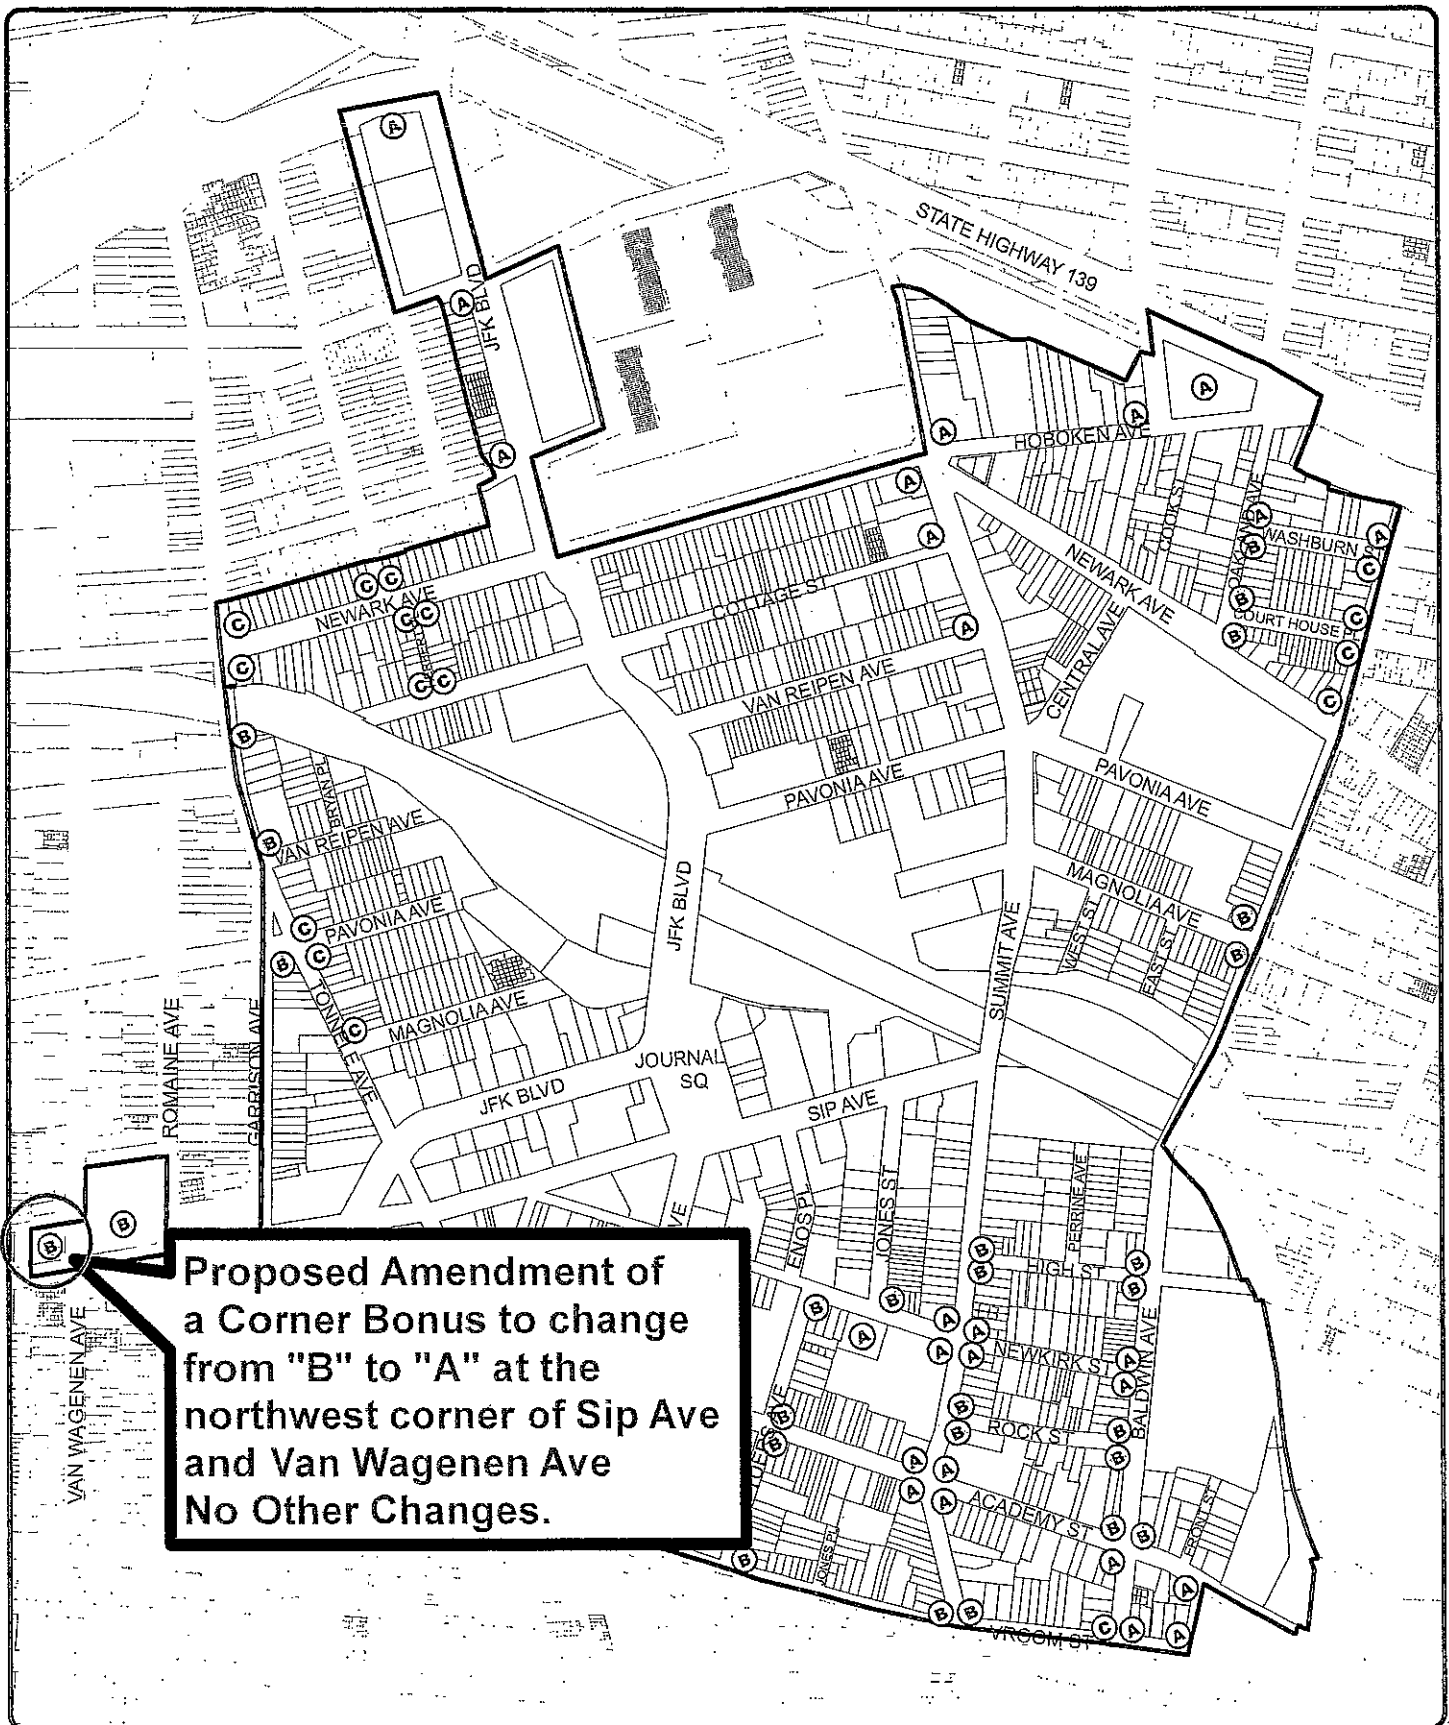 A
STATE HIGHWAY 139
JFK BLVD
A
A
A
A
A
HOBOKEN AVE
A
A
COOK ST
A
WASHBURN
A
B
C
NEWARK AVE
COTTAGE ST
C
C
C
NEWARK AVE
C
C
B
COURT HOUSE PL
C
B
C
A
VAN REIPEN AVE
CENTRAL AVE
C
C
C
C
B
PAVONIA AVE
PAVONIA AVE
BRYAN PL
B
VAN REIPEN AVE
JFK BLVD
MAGNOLIA AVE
B
C
PAVONIA AVE
SUMMIT AVE
WEST ST
EAST ST
B
B
C
TONNELE AVE
C
MAGNOLIA AVE
ROMAINE AVE
GARRISON AVE
JOURNAL
SQ
JFK BLVD
SIP AVE
B
B
ENOS PL
JONES ST
PERRINE AVE
B
B
HIGH ST
B
B
Proposed Amendment of
a Corner Bonus to change
from "B" to "A" at the
northwest corner of Sip Ave
and Van Wagenen Ave
No Other Changes.
VAN WAGENEN AVE
B
A
B
A
A
A
A
NEWKIRK ST
A
A
BALDWIN AVE
B
B
B
B
ROCK ST
B
B
A
A
A
A
ACADEMY ST
B
B
A
FRONT ST
JONES PL
B
A
B
B
VROOM ST
C
A
A